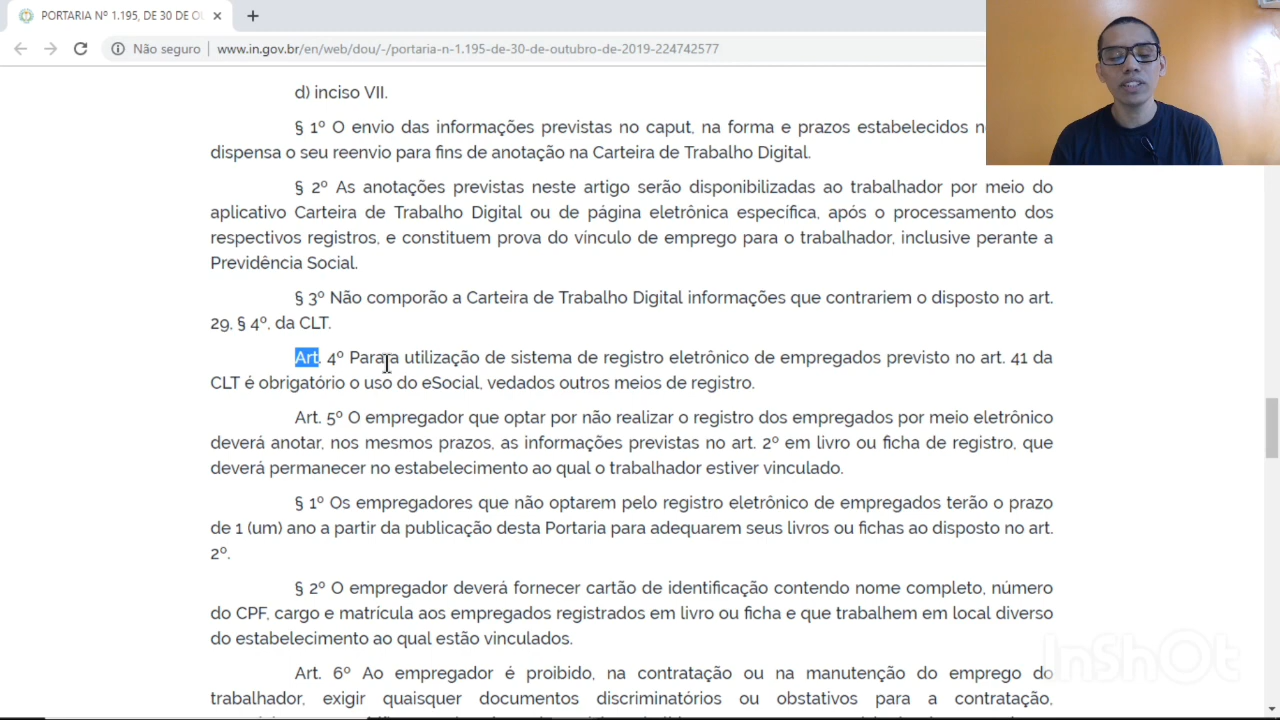 PORTARIA Nº 1.195, DE 30 DE OU
Não seguro | www.in.gov.br/en/web/dou/-/portaria-n-1.195-de-30-de-outubro-de-2019-224742577
d) inciso VII.
§ 1º O envio das informações previstas no caput, na forma e prazos estabelecidos
dispensa o seu reenvio para fins de anotação na Carteira de Trabalho Digital.
§ 2º As anotações previstas neste artigo serão disponibilizadas ao trabalhador por meio do
aplicativo Carteira de Trabalho Digital ou de página eletrônica específica, após o processamento dos
respectivos registros, e constituem prova do vínculo de emprego para o trabalhador, inclusive perante a
Previdência Social.
§ 3º Não comporão a Carteira de Trabalho Digital informações que contrariem o disposto no art.
29, § 4º, da CLT.
Art. 4º Para a utilização de sistema de registro eletrônico de empregados previsto no art. 41 da
CLT é obrigatório o uso do eSocial, vedados outros meios de registro.
Art. 5º O empregador que optar por não realizar o registro dos empregados por meio eletrônico
deverá anotar, nos mesmos prazos, as informações previstas no art. 2º em livro ou ficha de registro, que
deverá permanecer no estabelecimento ao qual o trabalhador estiver vinculado.
§ 1º Os empregadores que não optarem pelo registro eletrônico de empregados terão o prazo
de 1 (um) ano a partir da publicação desta Portaria para adequarem seus livros ou fichas ao disposto no art.
2º.
§ 2º O empregador deverá fornecer cartão de identificação contendo nome completo, número
do CPF, cargo e matrícula aos empregados registrados em livro ou ficha e que trabalhem em local diverso
do estabelecimento ao qual estão vinculados.
Art. 6º Ao empregador é proibido, na contratação ou na manutenção do emprego do
trabalhador, exigir quaisquer documentos discriminatórios ou obstativos para a contratação,
InShOt